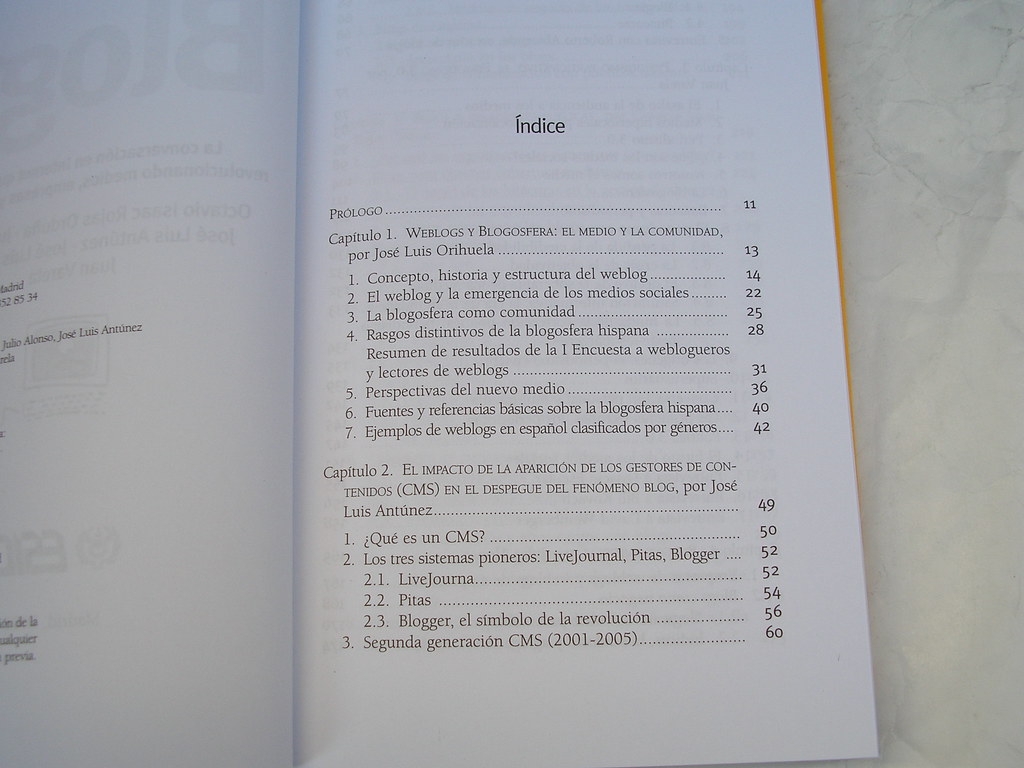 Madrid
52 85 34
Julio Alonso, José Luis Antúnez
rela
ón de la
ualquier
previa.
Índice
PRÓLOGO ........ 11
Capítulo 1. WEBLOGS Y BLOGOSFERA: EL MEDIO Y LA COMUNIDAD,
por José Luis Orihuela ........ 13
1. Concepto, historia y estructura del weblog ........ 14
2. El weblog y la emergencia de los medios sociales ........ 22
3. La blogosfera como comunidad ........ 25
4. Rasgos distintivos de la blogosfera hispana ........ 28
Resumen de resultados de la I Encuesta a weblogueros
y lectores de weblogs ........ 31
5. Perspectivas del nuevo medio ........ 36
6. Fuentes y referencias básicas sobre la blogosfera hispana .... 40
7. Ejemplos de weblogs en español clasificados por géneros .... 42
Capítulo 2. EL IMPACTO DE LA APARICIÓN DE LOS GESTORES DE CON-
TENIDOS (CMS) EN EL DESPEGUE DEL FENÓMENO BLOG, por José
Luis Antúnez ........ 49
1. ¿Qué es un CMS? ........ 50
2. Los tres sistemas pioneros: LiveJournal, Pitas, Blogger .... 52
2.1. LiveJourna ........ 52
2.2. Pitas ........ 54
2.3. Blogger, el símbolo de la revolución ........ 56
3. Segunda generación CMS (2001-2005) ........ 60